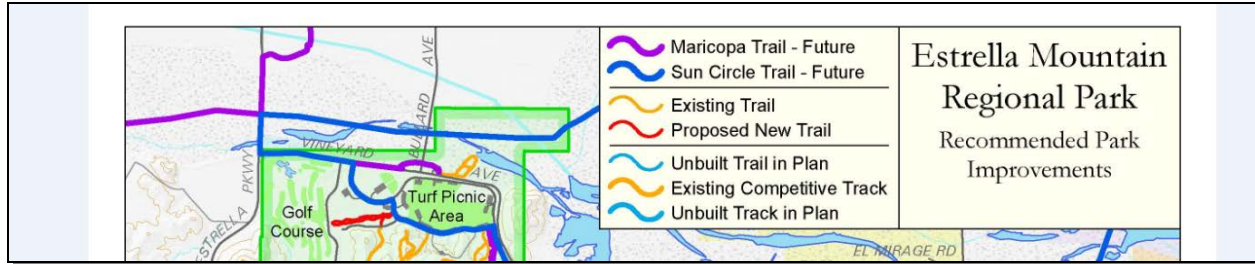 Maricopa Trail - Future
Sun Circle Trail - Future
Existing Trail
Proposed New Trail
Unbuilt Trail in Plan
Existing Competitive Track
Unbuilt Track in Plan
Estrella Mountain
Regional Park
Recommended Park
Improvements
BULLARD AVE
VINEYARD AVE
ESTRELLA PKWY
Turf Picnic
Area
Golf
Course
EL MIRAGE RD